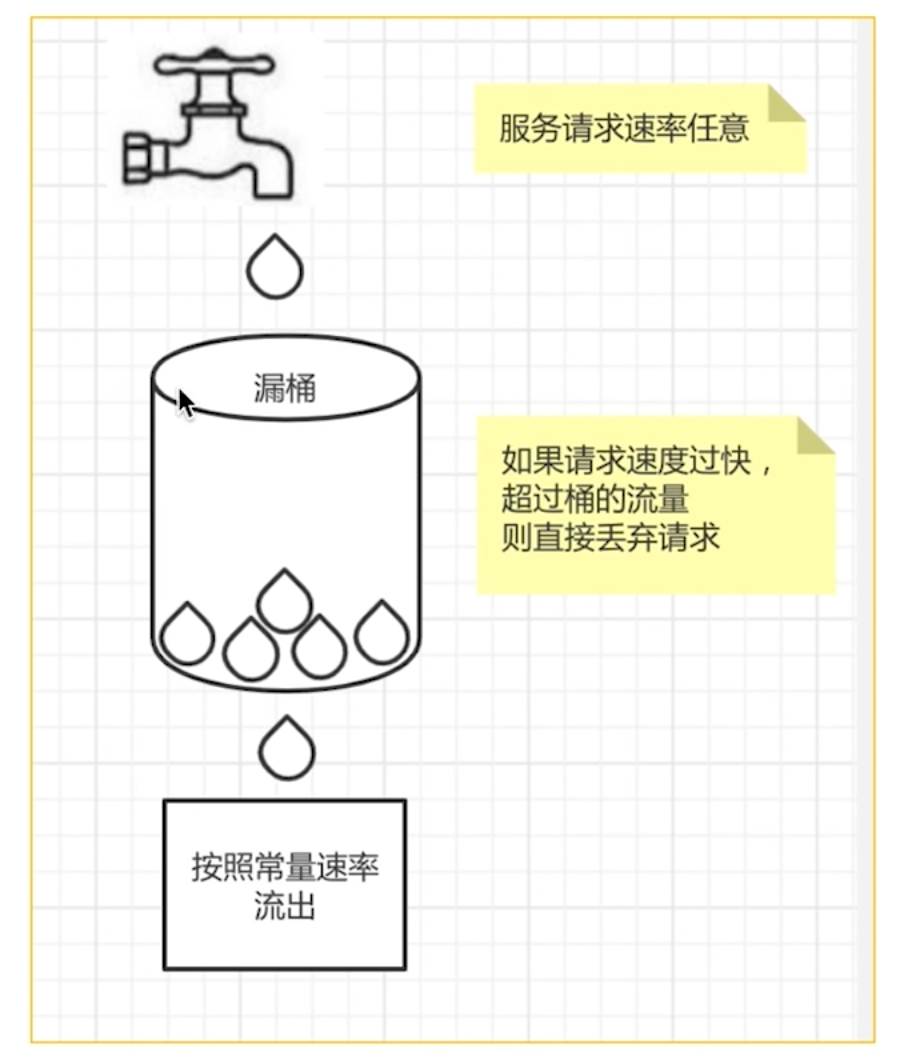 服务请求速率任意
漏桶
如果请求速度过快，
超过桶的流量
则直接丢弃请求
按照常量速率
流出